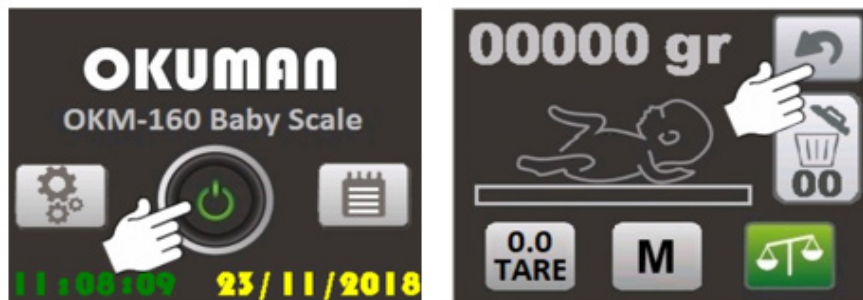 OKUMAN
OKM-160 Baby Scale
11:08:09 23/11/2018
00000 gr
00
0.0
TARE
M